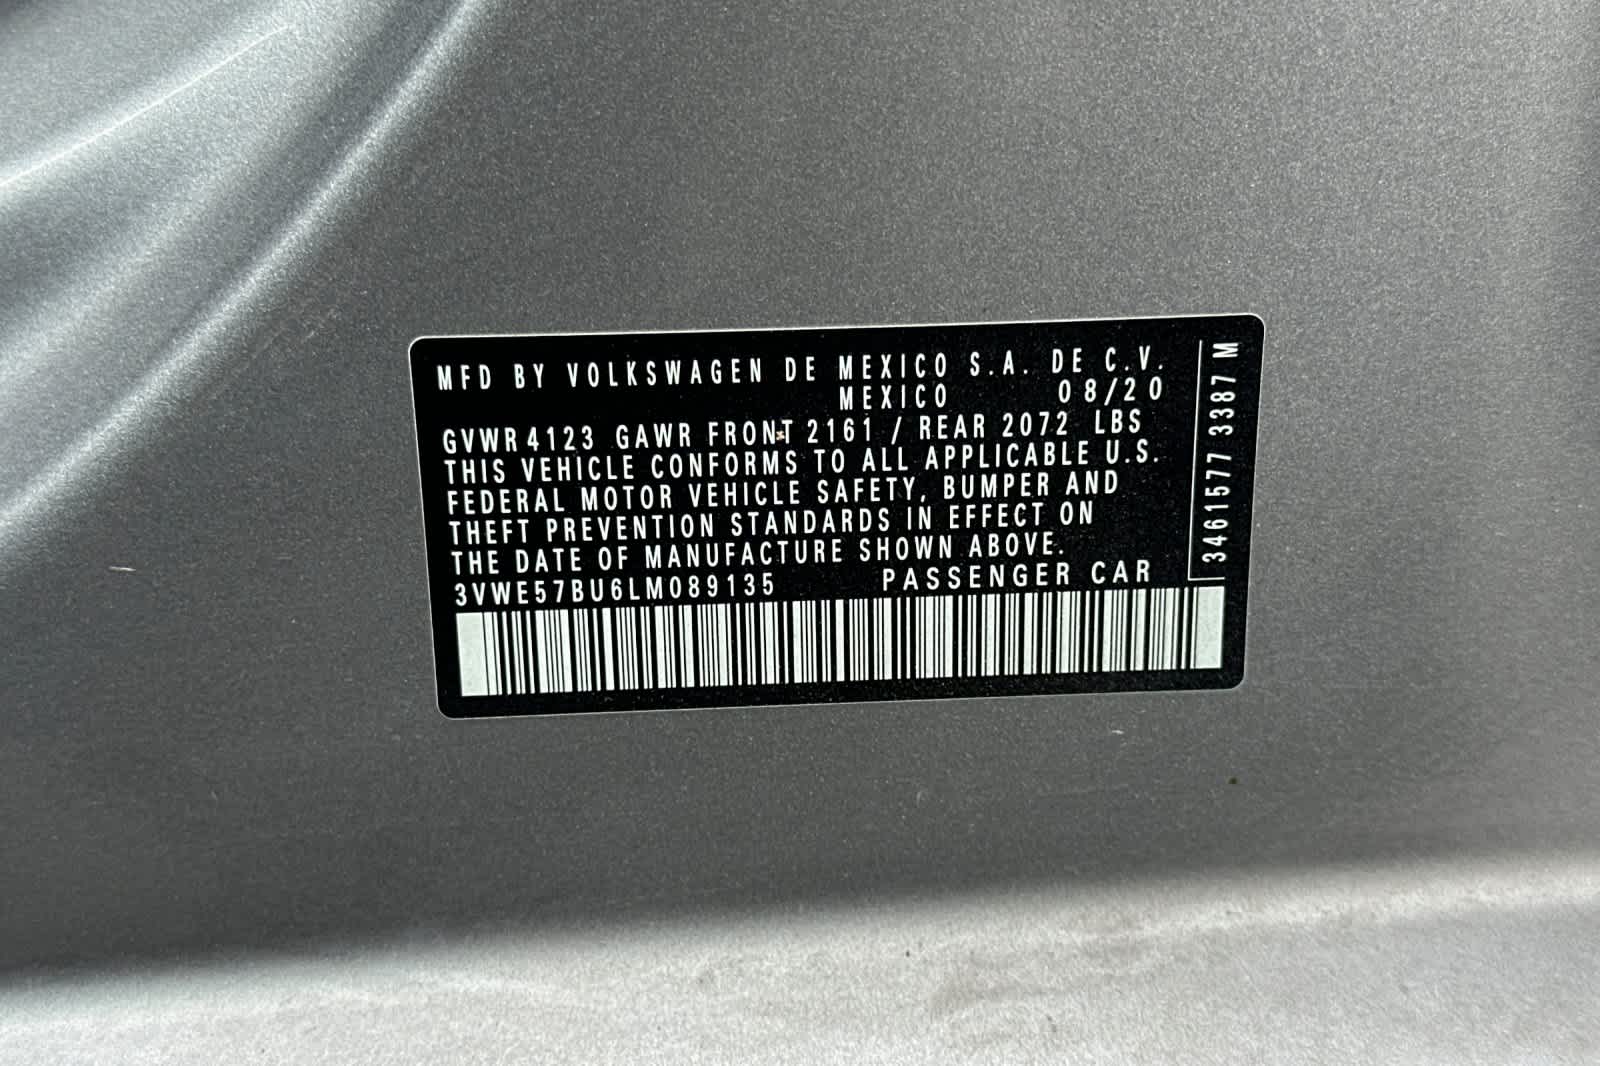 MFD BY VOLKSWAGEN DE MEXICO S.A. DE C.V.
MEXICO 08/20
GVWR 4123 GAWR FRONT 2161 / REAR 2072 LBS
THIS VEHICLE CONFORMS TO ALL APPLICABLE U.S.
FEDERAL MOTOR VEHICLE SAFETY, BUMPER AND
THEFT PREVENTION STANDARDS IN EFFECT ON
THE DATE OF MANUFACTURE SHOWN ABOVE.
3VWE57BU6LM089135 PASSENGER CAR
3461577 3387 M